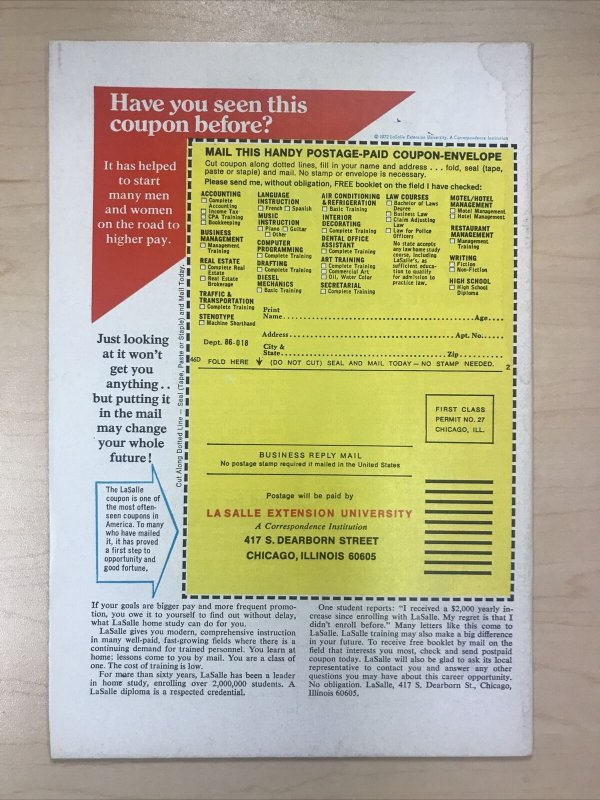 Have you seen this
coupon before?
© 1972 LaSalle Extension University, A Correspondence Institution
It has helped
to start
many men
and women
on the road to
higher pay.
Just looking
at it won't
get you
anything . .
but putting it
in the mail
may change
your whole
future!
The LaSalle
coupon is one of
the most often-
seen coupons in
America. To many
who have mailed
it, it has proved
a first step to
opportunity and
good fortune.
Cut Along Dotted Line — Seal (Tape, Paste or Staple) and Mail Today.
MAIL THIS HANDY POSTAGE-PAID COUPON-ENVELOPE
Cut coupon along dotted lines, fill in your name and address . . . fold, seal (tape,
paste or staple) and mail. No stamp or envelope is necessary.
Please send me, without obligation, FREE booklet on the field I have checked:
ACCOUNTING
Complete
Accounting
Income Tax
CPA Training
Bookkeeping
BUSINESS
MANAGEMENT
Management
REAL ESTATE
Complete Real
Estate
Real Estate
Brokerage
TRAFFIC &
TRANSPORTATION
Complete Training
STENOTYPE
Machine Shorthand
LANGUAGE
INSTRUCTION
French Spanish
MUSIC
INSTRUCTION
Piano Guitar
Other
COMPUTER
PROGRAMMING
Complete Training
DRAFTING
Complete Training
DIESEL
MECHANICS
Basic Training
AIR CONDITIONING
& REFRIGERATION
Basic Training
INTERIOR
DECORATING
Complete Training
DENTAL OFFICE
ASSISTANT
Complete Training
ART TRAINING
Complete Training
Commercial Art
Oil, Water Color
SECRETARIAL
Complete Training
LAW COURSES
Bachelor of Laws
Degree
Business Law
Claim Adjusting
Law
Law for Police
Officers
No state accepts
any law home study
course, including
LaSalle's, as
sufficient educa-
tion to qualify
for admission to
practice law.
MOTEL/HOTEL
MANAGEMENT
Motel Management
Hotel Management
RESTAURANT
MANAGEMENT
Management
Training
WRITING
Fiction
Non-Fiction
HIGH SCHOOL
High School
Diploma
Print
Name Age
Address Apt. No.
Dept. 86-018
City &
State Zip
46D FOLD HERE (DO NOT CUT) SEAL AND MAIL TODAY — NO STAMP NEEDED. 2
FIRST CLASS
PERMIT NO. 27
CHICAGO, ILL.
BUSINESS REPLY MAIL
No postage stamp required if mailed in the United States
Postage will be paid by
LA SALLE EXTENSION UNIVERSITY
A Correspondence Institution
417 S. DEARBORN STREET
CHICAGO, ILLINOIS 60605
If your goals are bigger pay and more frequent promo-
tion, you owe it to yourself to find out without delay,
what LaSalle home study can do for you.
LaSalle gives you modern, comprehensive instruction
in many well-paid, fast-growing fields where there is a
continuing demand for trained personnel. You learn at
home; lessons come to you by mail. You are a class of
one. The cost of training is low.
For more than sixty years, LaSalle has been a leader
in home study, enrolling over 2,000,000 students. A
LaSalle diploma is a respected credential.
One student reports: "I received a $2,000 yearly in-
crease since enrolling with LaSalle. My regret is that I
didn't enroll before." Many letters like this come to
LaSalle. LaSalle training may also make a big difference
in your future. To receive free booklet by mail on the
field that interests you most, check and send postpaid
coupon today. LaSalle will also be glad to ask its local
representative to contact you and answer any other
questions you may have about this career opportunity.
No obligation. LaSalle, 417 S. Dearborn St., Chicago,
Illinois 60605.